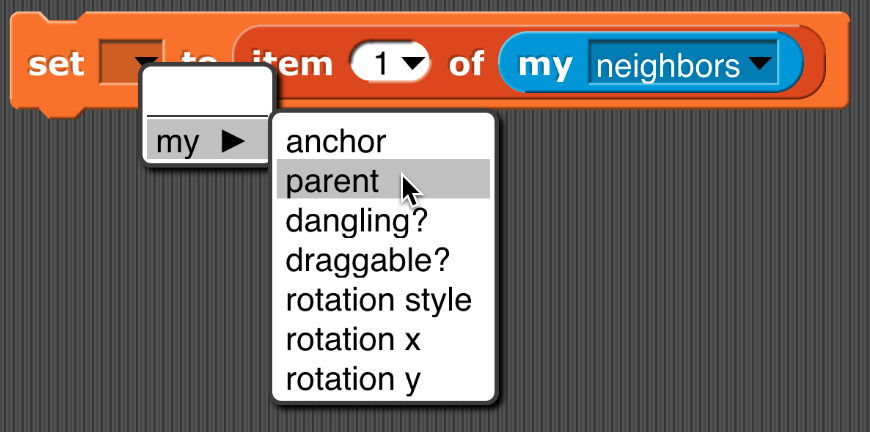 set to item 1 of my neighbors
my
anchor
parent
dangling?
draggable?
rotation style
rotation x
rotation y